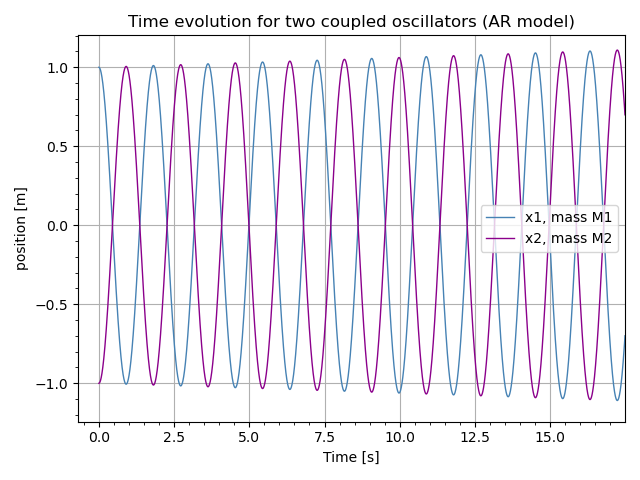 Time evolution for two coupled oscillators (AR model)
1.0
0.5
0.0
−0.5
−1.0
position [m]
x1, mass M1
x2, mass M2
0.0 2.5 5.0 7.5 10.0 12.5 15.0
Time [s]